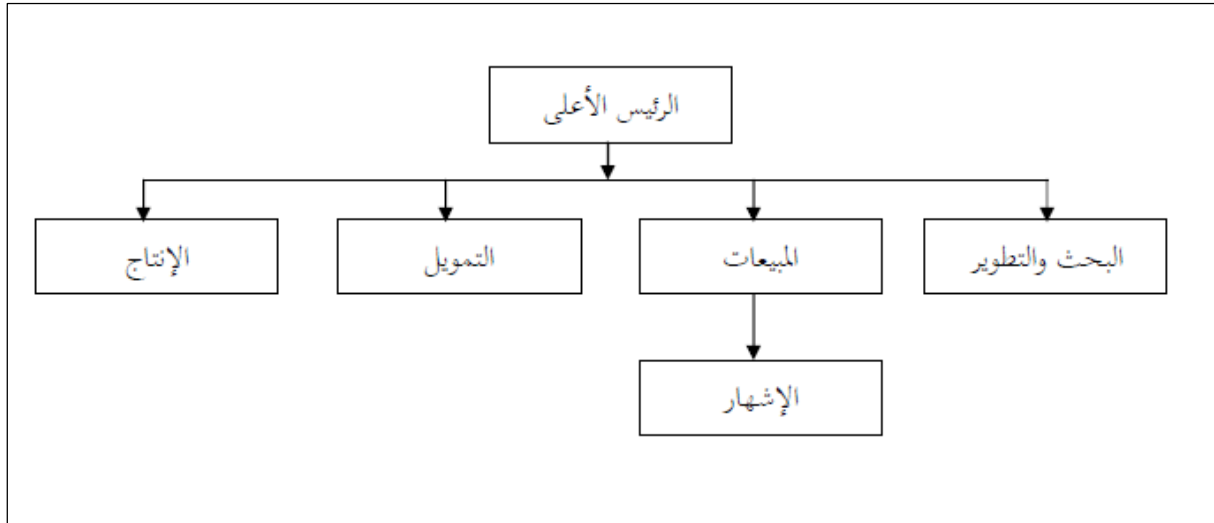 الرئيس الأعلى
البحث والتطوير
المبيعات
التمويل
الإنتاج
الإشهار